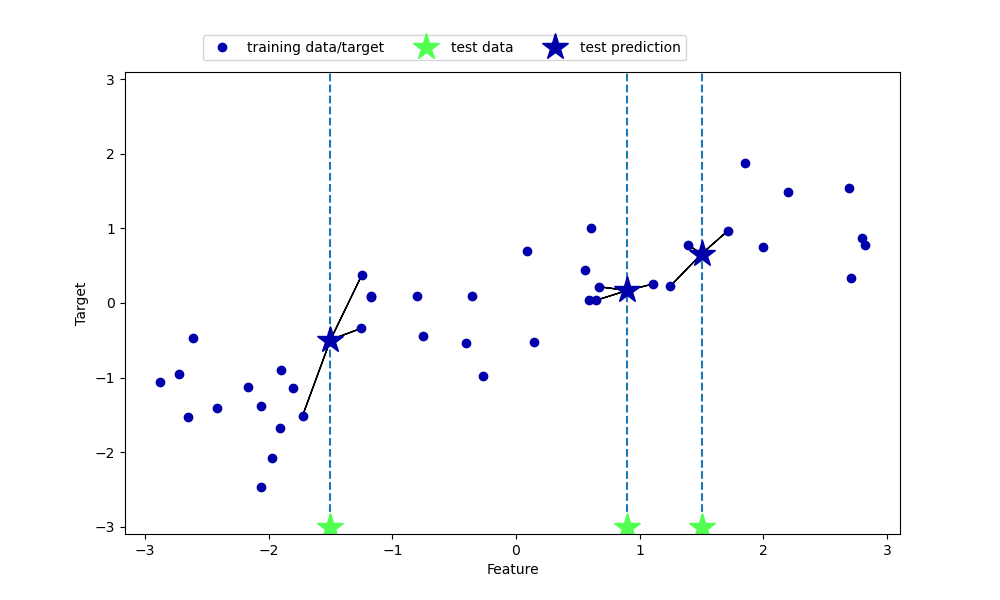 training data/target test data test prediction
3
2
1
0
−1
−2
−3
Target
−3 −2 −1 0 1 2 3
Feature